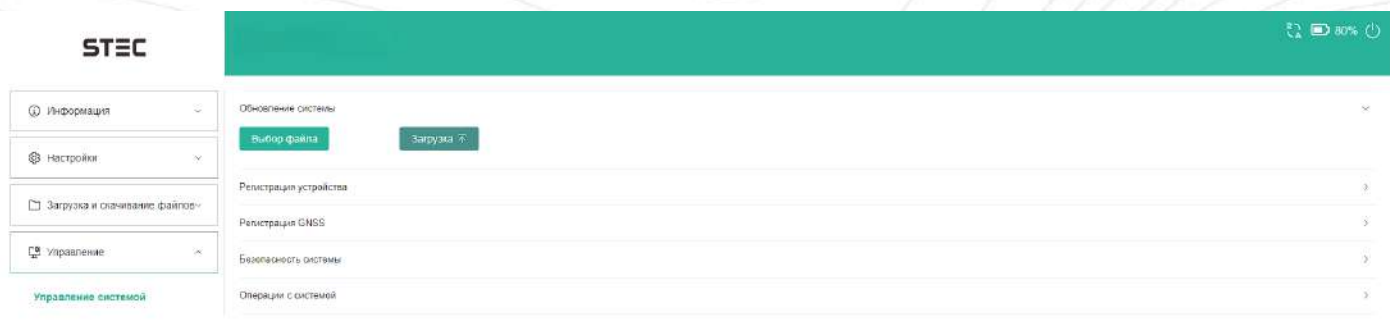 STEC
80%
Информация
Настройки
Загрузка и скачивание файлов
Управление
Управление системой
Обновление системы
Выбор файла
Загрузка
Регистрация устройства
Регистрация GNSS
Безопасность системы
Операции с системой